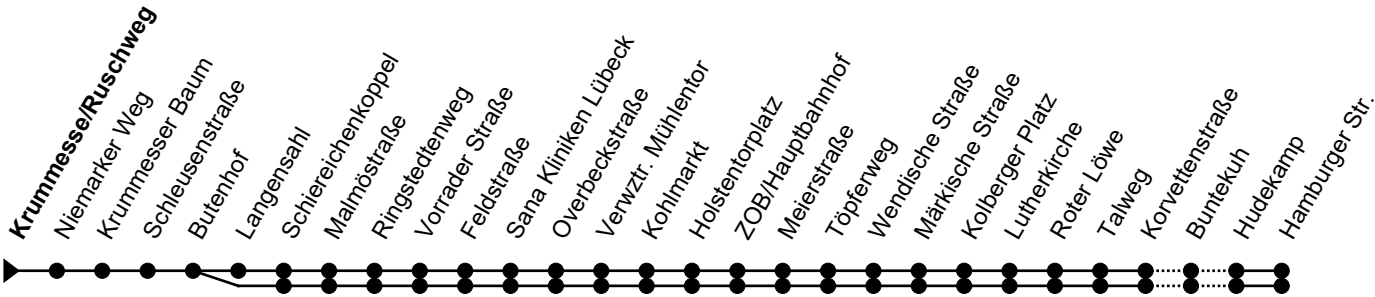 Krummesse/Ruschweg
Niemarker Weg
Krummesser Baum
Schleusenstraße
Butenhof
Langensahl
Schiereichenkoppel
Malmöstraße
Ringstedtenweg
Vorrader Straße
Feldstraße
Sana Kliniken Lübeck
Overbeckstraße
Verwztr. Mühlentor
Kohlmarkt
Holstentorplatz
ZOB/Hauptbahnhof
Meierstraße
Töpferweg
Wendische Straße
Märkische Straße
Kolberger Platz
Lutherkirche
Roter Löwe
Talweg
Korvettenstraße
Buntekuh
Hudekamp
Hamburger Str.